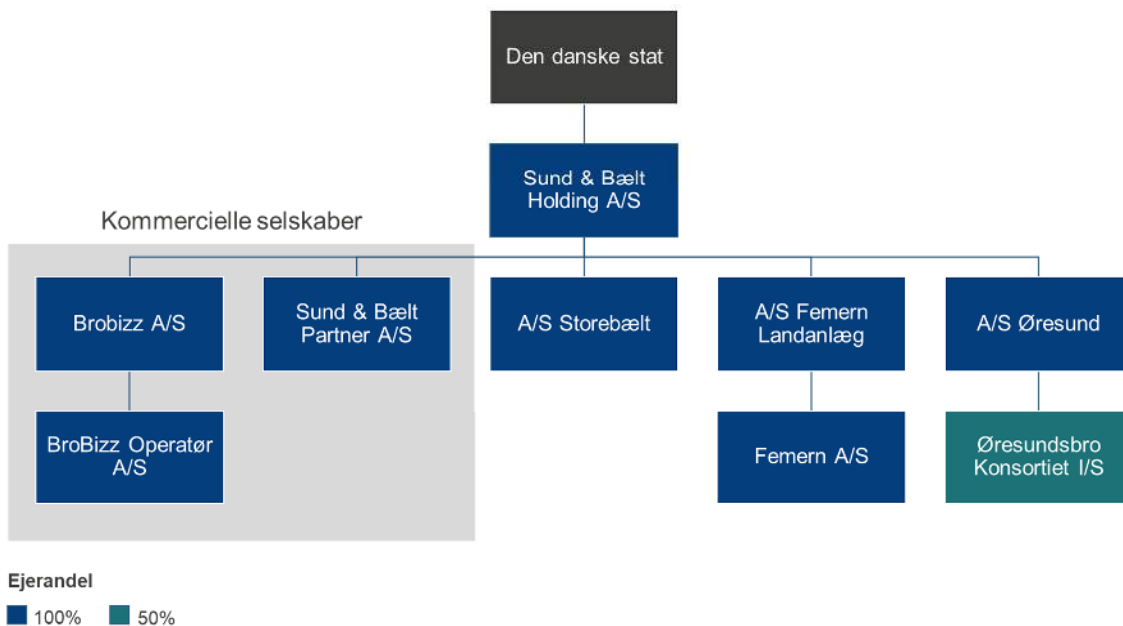 Den danske stat
Sund & Bælt
Holding A/S
Kommercielle selskaber
Brobizz A/S
Sund & Bælt
Partner A/S
A/S Storebælt
A/S Femern
Landanlæg
A/S Øresund
BroBizz Operatør
A/S
Femern A/S
Øresundsbro
Konsortiet I/S
Ejerandel
100%
50%